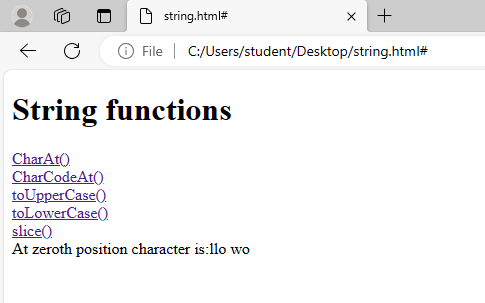 string.html#
File C:/Users/student/Desktop/string.html#
String functions
CharAt()
CharCodeAt()
toUpperCase()
toLowerCase()
slice()
At zeroth position character is:llo wo